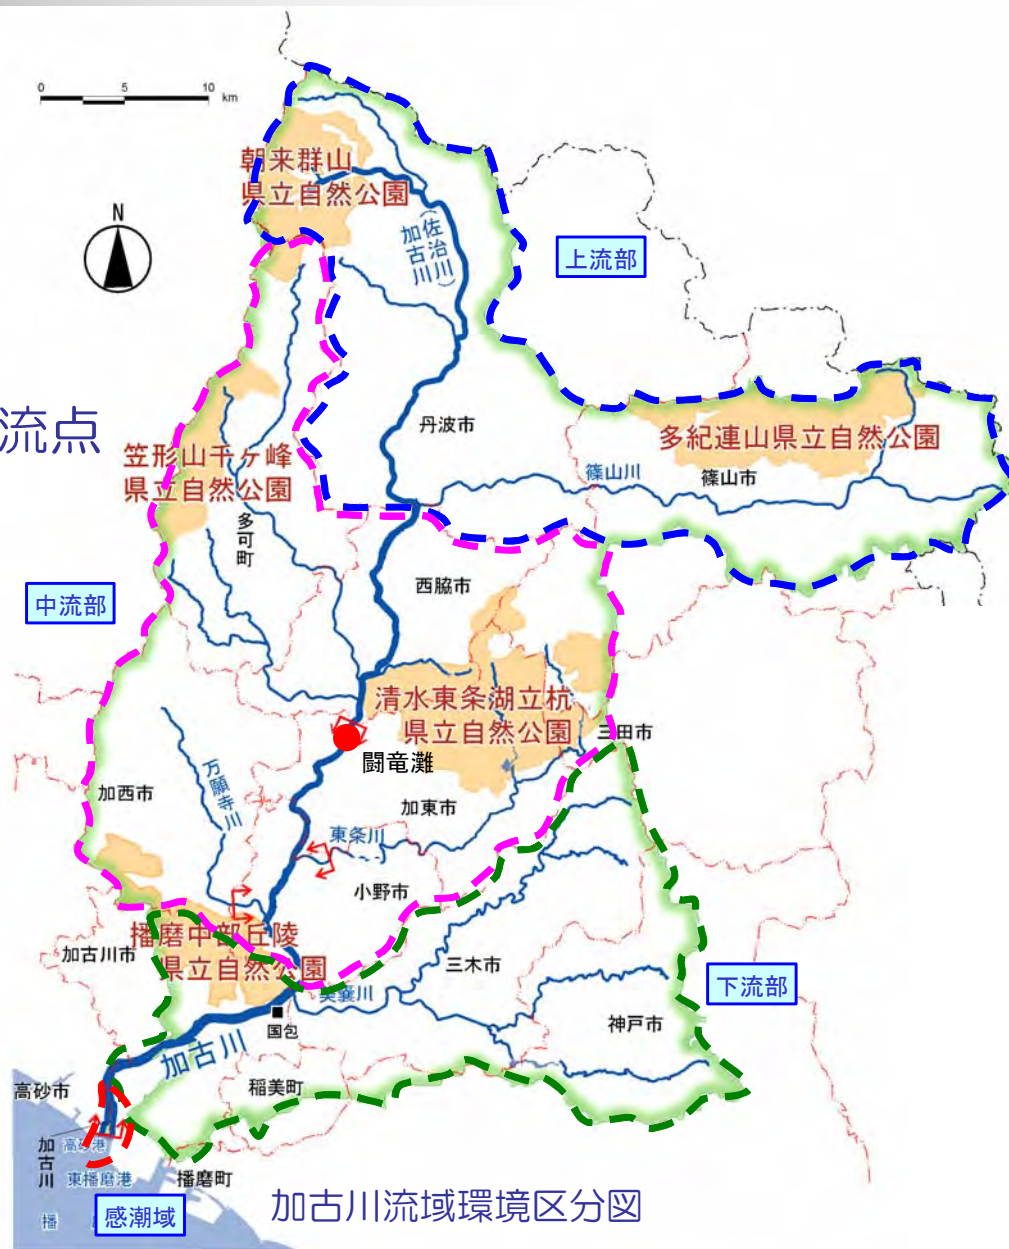 0 5 10 km
N
朝来群山
県立自然公園
加古川
(佐治川)
上流部
流点
丹波市
多紀連山県立自然公園
笠形山千ヶ峰
県立自然公園
篠山川
篠山市
多可町
西脇市
中流部
清水東条湖立杭
県立自然公園
三田市
闘竜灘
万願寺川
加西市
加東市
東条川
小野市
播磨中部丘陵
県立自然公園
加古川市
三木市
美嚢川
下流部
国包
神戸市
加古川
稲美町
高砂市
加古川
高砂港
東播磨港
播磨町
播
感潮域
加古川流域環境区分図